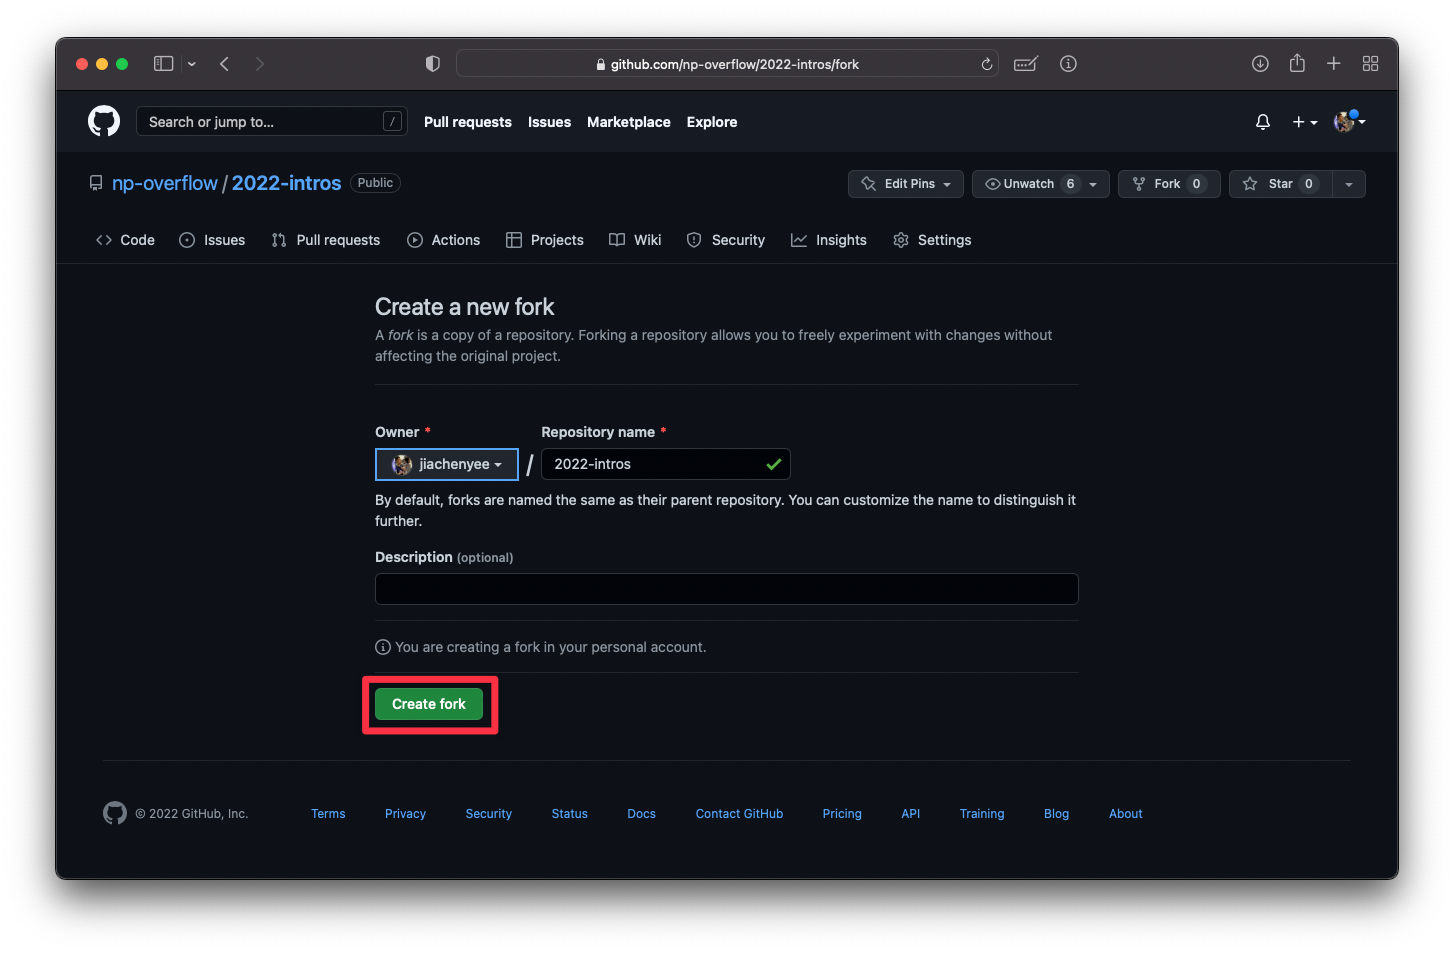 github.com/np-overflow/2022-intros/fork
Search or jump to...
/
Pull requests
Issues
Marketplace
Explore
np-overflow / 2022-intros
Public
Edit Pins
Unwatch 6
Fork 0
Star 0
Code
Issues
Pull requests
Actions
Projects
Wiki
Security
Insights
Settings
Create a new fork
A fork is a copy of a repository. Forking a repository allows you to freely experiment with changes without
affecting the original project.
Owner *
Repository name *
jiachenyee
/
2022-intros
By default, forks are named the same as their parent repository. You can customize the name to distinguish it
further.
Description (optional)
You are creating a fork in your personal account.
Create fork
© 2022 GitHub, Inc.
Terms
Privacy
Security
Status
Docs
Contact GitHub
Pricing
API
Training
Blog
About